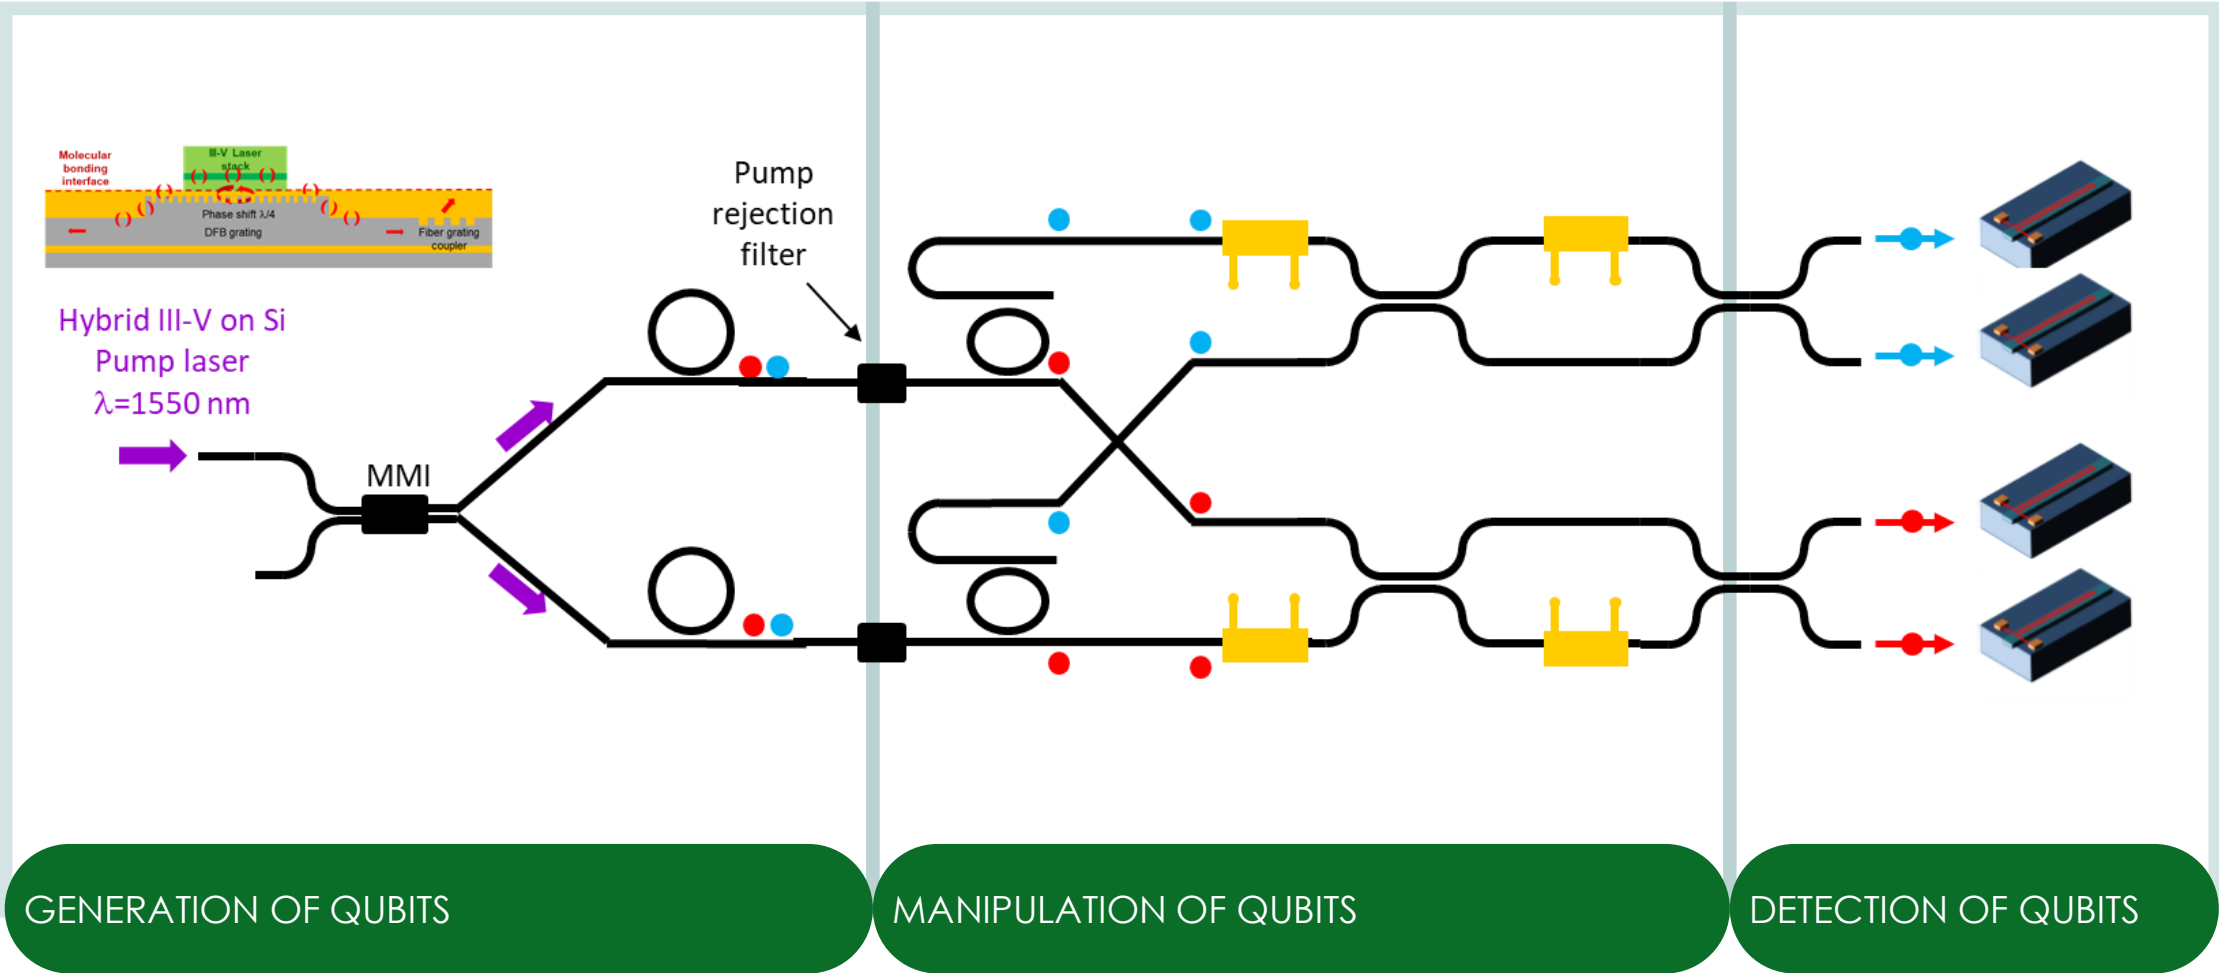 Molecular
bonding
interface
III-V Laser
stack
Phase shift λ/4
DFB grating
Fiber grating
coupler
Hybrid III-V on Si
Pump laser
λ=1550 nm
MMI
Pump
rejection
filter
GENERATION OF QUBITS
MANIPULATION OF QUBITS
DETECTION OF QUBITS